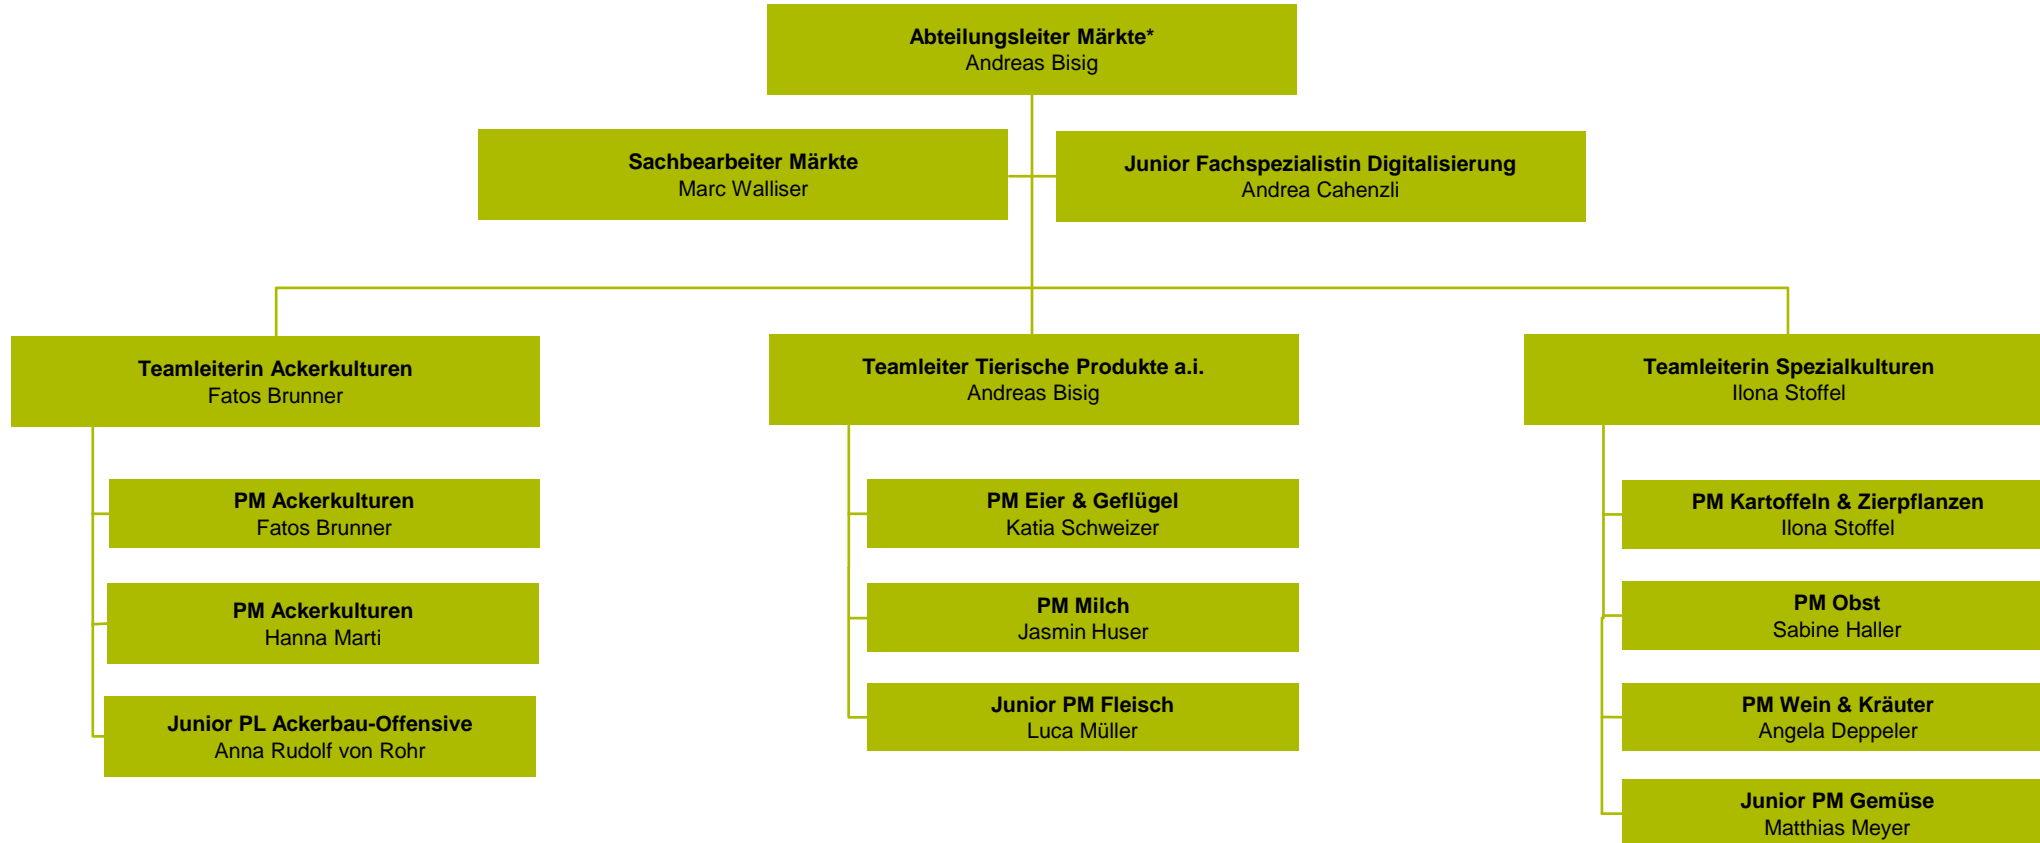 Abteilungsleiter Märkte*
Andreas Bisig
Sachbearbeiter Märkte
Marc Walliser
Junior Fachspezialistin Digitalisierung
Andrea Cahenzli
Teamleiterin Ackerkulturen
Fatos Brunner
PM Ackerkulturen
Fatos Brunner
PM Ackerkulturen
Hanna Marti
Junior PL Ackerbau-Offensive
Anna Rudolf von Rohr
Teamleiter Tierische Produkte a.i.
Andreas Bisig
PM Eier & Geflügel
Katia Schweizer
PM Milch
Jasmin Huser
Junior PM Fleisch
Luca Müller
Teamleiterin Spezialkulturen
Ilona Stoffel
PM Kartoffeln & Zierpflanzen
Ilona Stoffel
PM Obst
Sabine Haller
PM Wein & Kräuter
Angela Deppeler
Junior PM Gemüse
Matthias Meyer